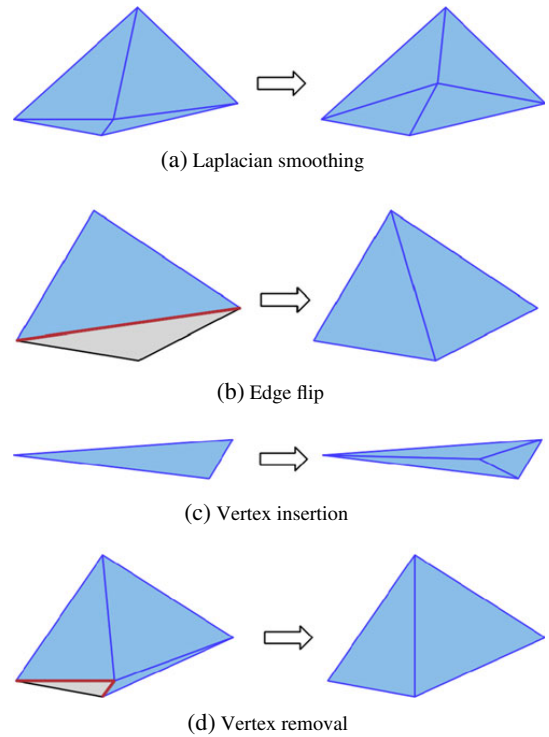 (a) Laplacian smoothing
(b) Edge flip
(c) Vertex insertion
(d) Vertex removal